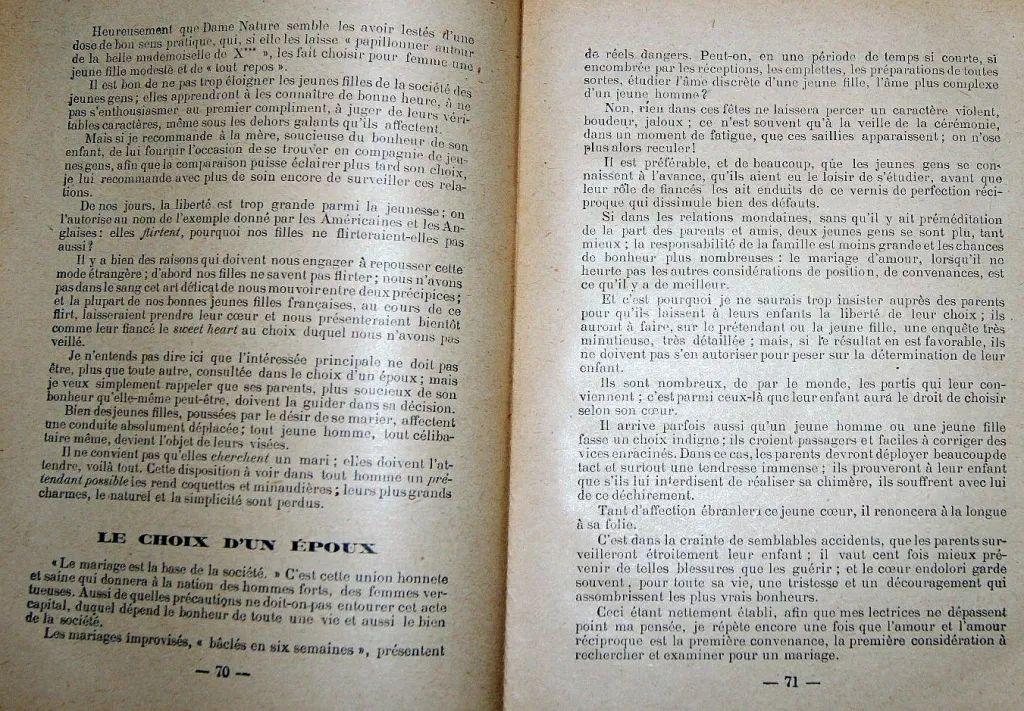 Heureusement que Dame Nature semble les avoir lestés d'une
dose de bon sens pratique, qui, si elle les laisse « papillonner autour
de la belle mademoiselle de X*** », les fait choisir pour femme une
jeune fille modeste et de « tout repos ».
Il est bon de ne pas trop éloigner les jeunes filles de la société des
jeunes gens; elles apprendront à les connaître de bonne heure, à ne
pas s'enthousiasmer au premier compliment, à juger de leurs véri-
tables caractères, même sous les dehors galants qu'ils affectent.
Mais si je recommande à la mère, soucieuse du bonheur de son
enfant, de lui fournir l'occasion de se trouver en compagnie de jeu-
nes gens, afin que la comparaison puisse éclairer plus tard son choix,
je lui recommande avec plus de soin encore de surveiller ces rela-
tions.
De nos jours, la liberté est trop grande parmi la jeunesse; on
l'autorise au nom de l'exemple donné par les Américaines et les An-
glaises: elles flirtent, pourquoi nos filles ne flirteraient-elles pas
aussi?
Il y a bien des raisons qui doivent nous engager à repousser cette
mode étrangère; d'abord nos filles ne savent pas flirter; nous n'avons
pas dans le sang cet art délicat de nous mouvoir entre deux précipices;
et la plupart de nos bonnes jeunes filles françaises, au cours de ce
flirt, laisseraient prendre leur cœur et nous présenteraient bientôt
comme leur fiancé le sweet heart au choix duquel nous n'avons pas
veillé.
Je n'entends pas dire ici que l'intéressée principale ne doit pas
être, plus que toute autre, consultée dans le choix d'un époux; mais
je veux simplement rappeler que ses parents, plus soucieux de son
bonheur qu'elle-même peut-être, doivent la guider dans sa décision.
Bien des jeunes filles, poussées par le désir de se marier, affectent
une conduite absolument déplacée; tout jeune homme, tout céliba-
taire même, devient l'objet de leurs visées.
Il ne convient pas qu'elles cherchent un mari; elles doivent l'at-
tendre, voilà tout. Cette disposition à voir dans tout homme un pré-
tendant possible les rend coquettes et minaudières; leurs plus grands
charmes, le naturel et la simplicité sont perdus.
LE CHOIX D'UN ÉPOUX
«Le mariage est la base de la société. » C'est cette union honnete
et saine qui donnera à la nation des hommes forts, des femmes ver-
tueuses. Aussi de quelles précautions ne doit-on-pas entourer cet acte
capital, duquel dépend le bonheur de toute une vie et aussi le bien
de la société.
Les mariages improvisés, « bâclés en six semaines », présentent
— 70 —
de réels dangers. Peut-on, en une période de temps si courte, si
encombrée par les réceptions, les emplettes, les préparations de toutes
sortes, étudier l'âme discrète d'une jeune fille, l'âme plus complexe
d'un jeune homme?
Non, rien dans ces fêtes ne laissera percer un caractère violent,
boudeur, jaloux; ce n'est souvent qu'à la veille de la cérémonie,
dans un moment de fatigue, que ces saillies apparaissent; on n'ose
plus alors reculer!
Il est préférable, et de beaucoup, que les jeunes gens se con-
naissent à l'avance, qu'ils aient eu le loisir de s'étudier, avant que
leur rôle de fiancés les ait enduits de ce vernis de perfection réci-
proque qui dissimule bien des défauts.
Si dans les relations mondaines, sans qu'il y ait préméditation
de la part des parents et amis, deux jeunes gens se sont plu, tant
mieux; la responsabilité de la famille est moins grande et les chances
de bonheur plus nombreuses: le mariage d'amour, lorsqu'il ne
heurte pas les autres considérations de position, de convenances, est
ce qu'il y a de meilleur.
Et c'est pourquoi je ne saurais trop insister auprès des parents
pour qu'ils laissent à leurs enfants la liberté de leur choix; ils
auront à faire, sur le prétendant ou la jeune fille, une enquête très
minutieuse, très détaillée; mais, si le résultat en est favorable, ils
ne doivent pas s'en autoriser pour peser sur la détermination de leur
enfant.
Ils sont nombreux, de par le monde, les partis qui leur con-
viennent; c'est parmi ceux-là que leur enfant aura le droit de choisir
selon son cœur.
Il arrive parfois aussi qu'un jeune homme ou une jeune fille
fasse un choix indigne; ils croient passagers et faciles à corriger des
vices enracinés. Dans ce cas, les parents devront déployer beaucoup de
tact et surtout une tendresse immense; ils prouveront à leur enfant
que s'ils lui interdisent de réaliser sa chimère, ils souffrent avec lui
de ce déchirement.
Tant d'affection ébranlera ce jeune cœur, il renoncera à la longue
à sa folie.
C'est dans la crainte de semblables accidents, que les parents sur-
veilleront étroitement leur enfant; il vaut cent fois mieux pré-
venir de telles blessures que les guérir; et le cœur endolori garde
souvent, pour toute sa vie, une tristesse et un découragement qui
assombrissent les plus vrais bonheurs.
Ceci étant nettement établi, afin que mes lectrices ne dépassent
point ma pensée, je répète encore une fois que l'amour et l'amour
réciproque est la première convenance, la première considération à
rechercher et examiner pour un mariage.
— 71 —